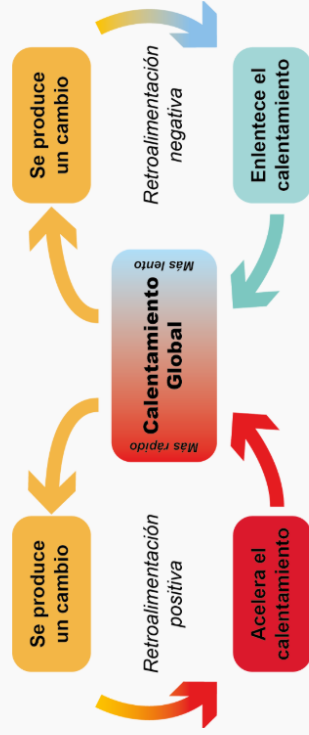 Se produce
un cambio
Se produce
un cambio
Retroalimentación
positiva
Más rápido
Calentamiento
Global
Más lento
Retroalimentación
negativa
Acelera el
calentamiento
Enlentece el
calentamiento